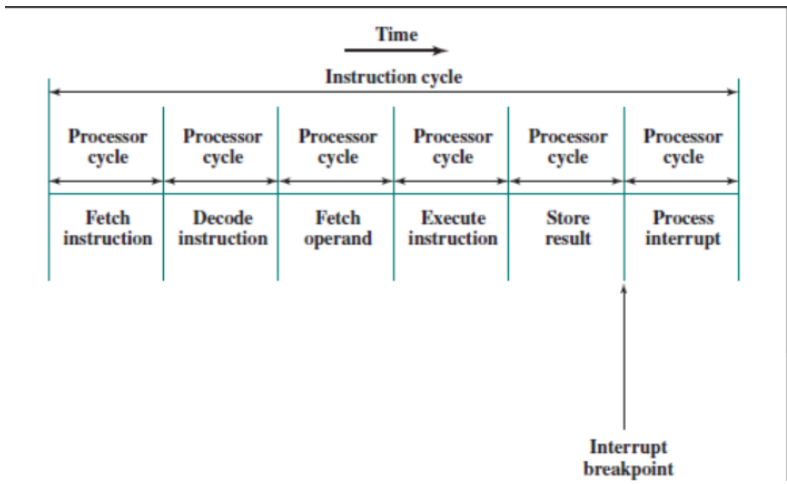 Time
Instruction cycle
Processor Processor Processor Processor Processor Processor
cycle cycle cycle cycle cycle cycle
Fetch Decode Fetch Execute Store Process
instruction instruction operand instruction result interrupt
Interrupt
breakpoint